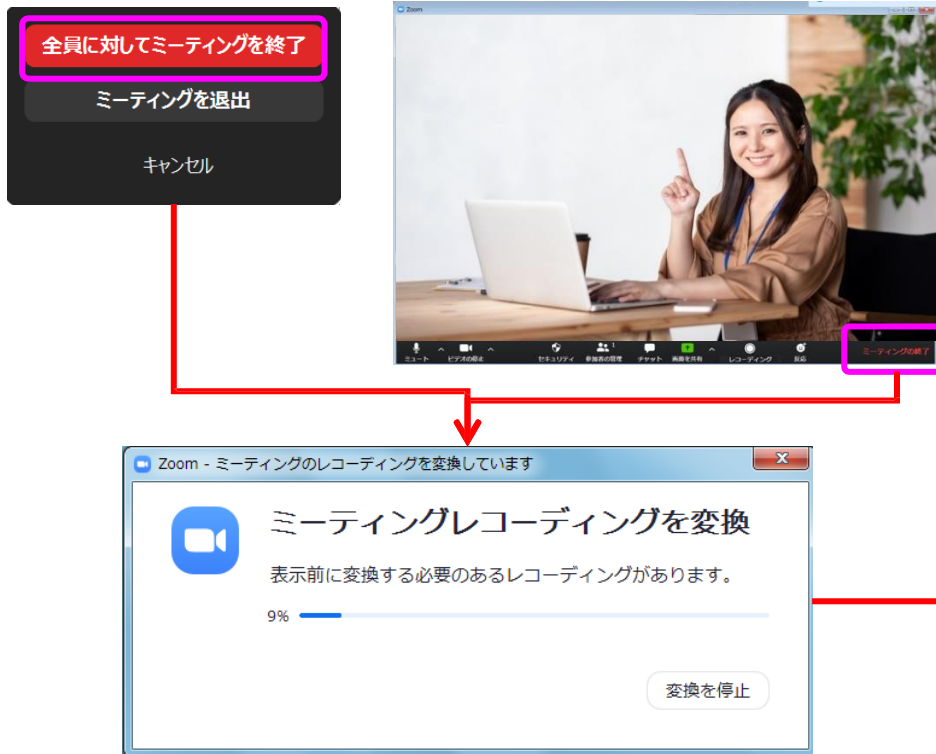 全員に対してミーティングを終了
ミーティングを退出
キャンセル
Zoom
ミュート
ビデオの停止
セキュリティ
1
参加者の管理
チャット
画面を共有
レコーディング
反応
ミーティングの終了
Zoom - ミーティングのレコーディングを変換しています
ミーティングレコーディングを変換
表示前に変換する必要のあるレコーディングがあります。
9%
変換を停止